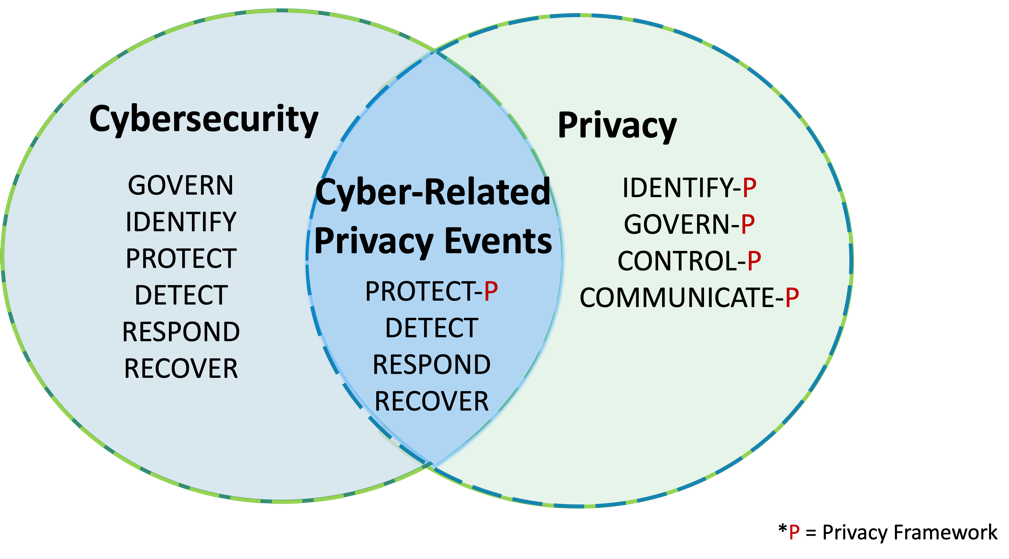 Cybersecurity
GOVERN
IDENTIFY
PROTECT
DETECT
RESPOND
RECOVER
Cyber-Related
Privacy Events
PROTECT-P
DETECT
RESPOND
RECOVER
Privacy
IDENTIFY-P
GOVERN-P
CONTROL-P
COMMUNICATE-P
*P = Privacy Framework